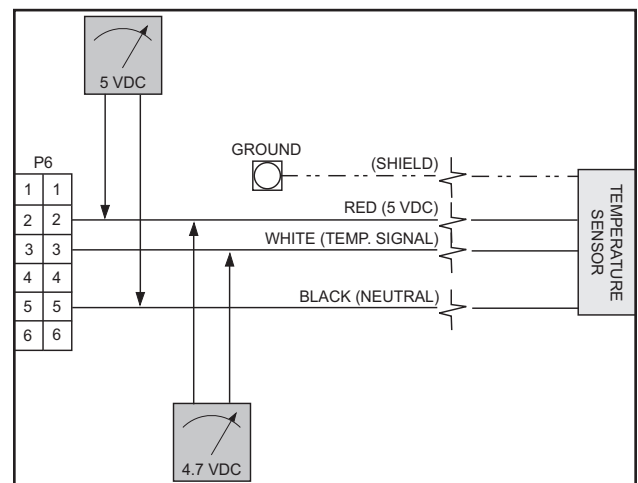 5 VDC
P6
GROUND
(SHIELD)
1 1
2 2
RED (5 VDC)
3 3
WHITE (TEMP. SIGNAL)
4 4
5 5
BLACK (NEUTRAL)
6 6
TEMPERATURE
SENSOR
4.7 VDC